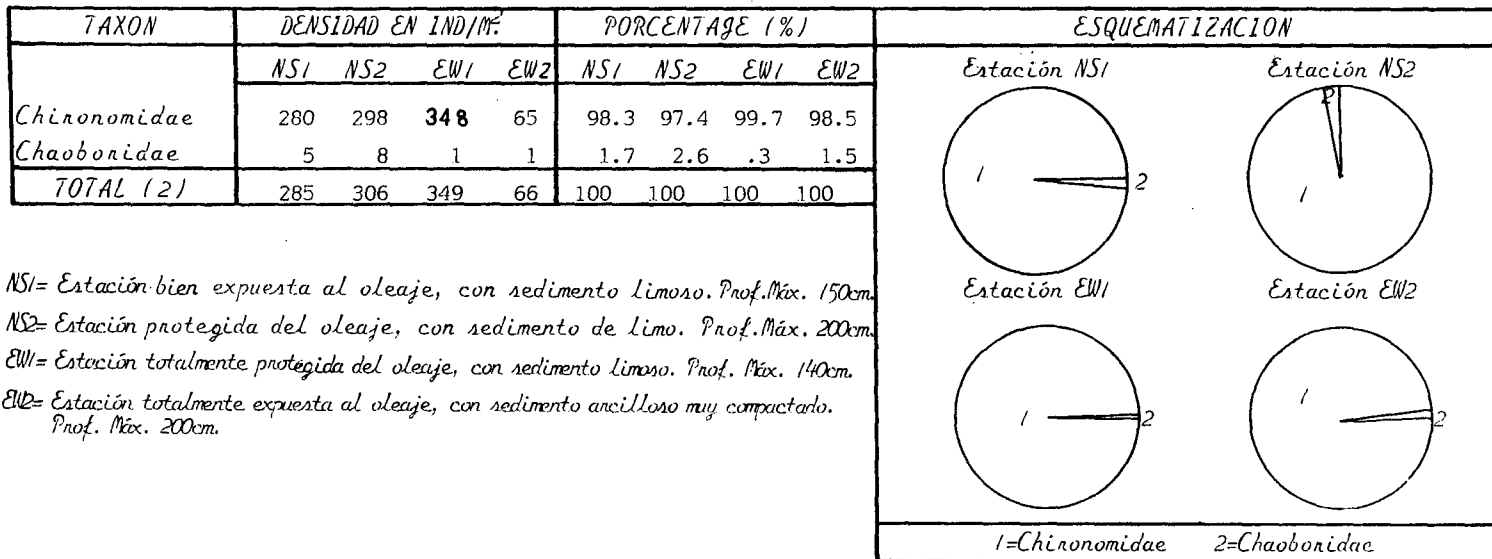 TAXON DENSIDAD EN IND/M². PORCENTAGE (%) ESQUEMATIZACION
NS1 NS2 EW1 EW2 NS1 NS2 EW1 EW2
Chironomidae 280 298 348 65 98.3 97.4 99.7 98.5
Chaoboridae 5 8 1 1 1.7 2.6 .3 1.5
TOTAL (2) 285 306 349 66 100 100 100 100
NS1= Estación bien expuesta al oleaje, con sedimento limoso. Prof.Máx. 150cm.
NS2= Estación protegida del oleaje, con sedimento de limo. Prof.Máx. 200cm.
EW1= Estación totalmente protegida del oleaje, con sedimento limoso. Prof. Máx. 140cm.
EW2= Estación totalmente expuesta al oleaje, con sedimento arcilloso muy compactado.
Prof. Máx. 200cm.
Estación NS1
1 2
Estación NS2
2
1
Estación EW1
1 2
Estación EW2
1
2
1=Chironomidae 2=Chaoboridae